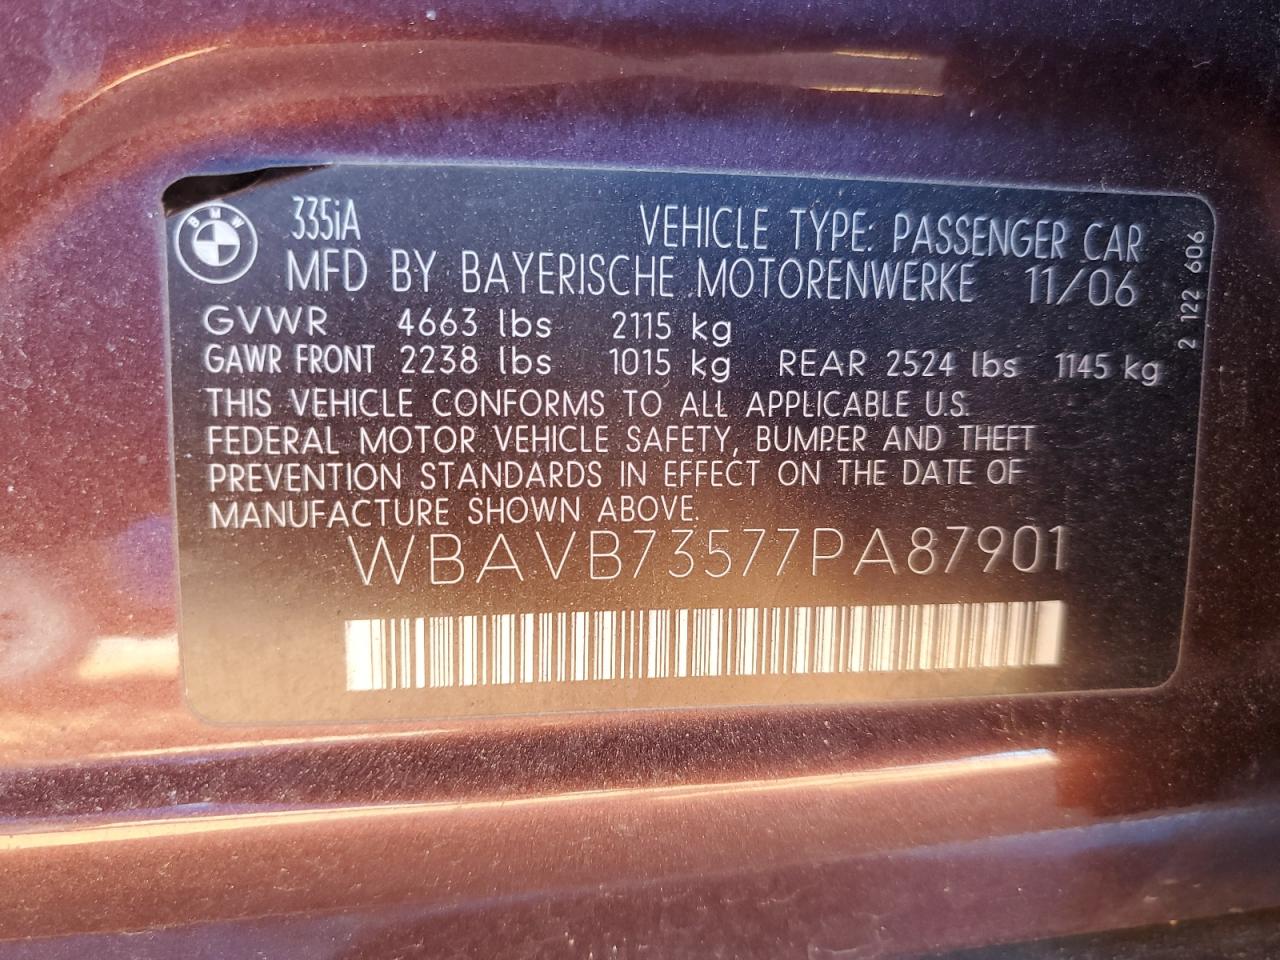 BMW
335iA VEHICLE TYPE: PASSENGER CAR
MFD BY BAYERISCHE MOTORENWERKE 11/06
GVWR 4663 lbs 2115 kg
GAWR FRONT 2238 lbs 1015 kg REAR 2524 lbs 1145 kg
THIS VEHICLE CONFORMS TO ALL APPLICABLE U.S.
FEDERAL MOTOR VEHICLE SAFETY, BUMPER AND THEFT
PREVENTION STANDARDS IN EFFECT ON THE DATE OF
MANUFACTURE SHOWN ABOVE.
WBAVB73577PA87901
2 122 606